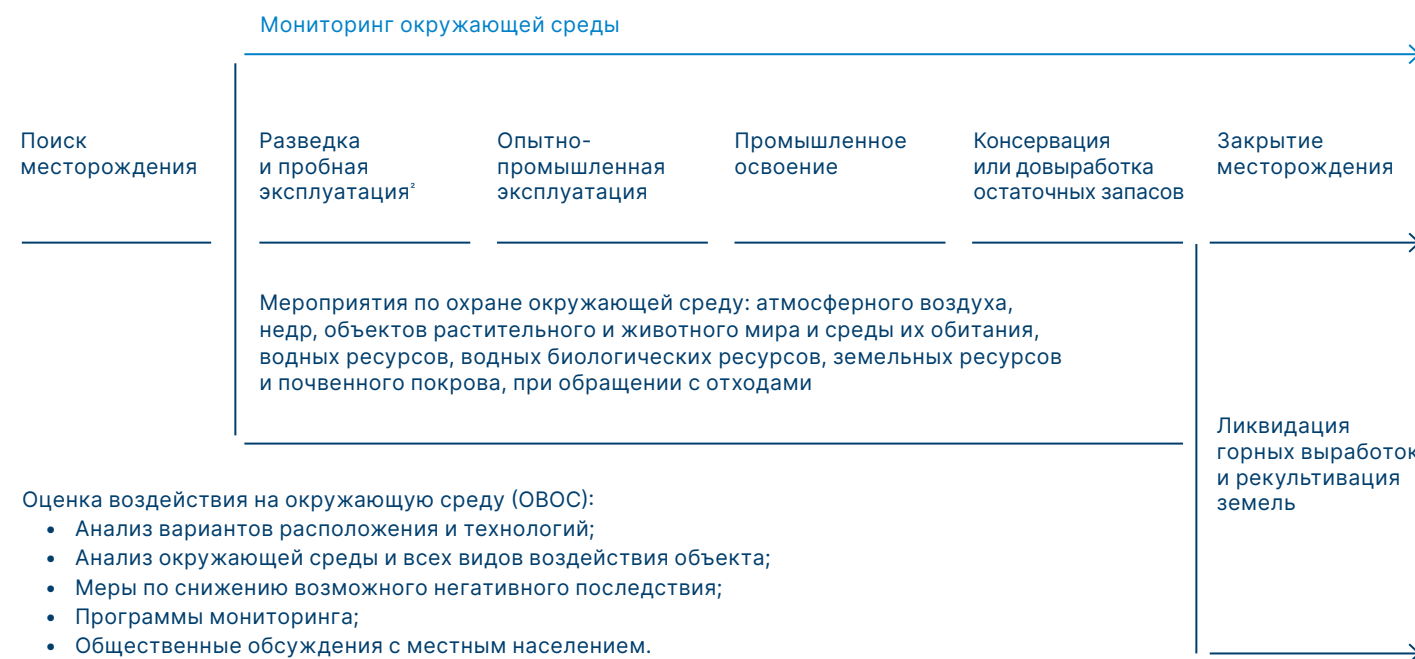 Мониторинг окружающей среды
Поиск
месторождения
Разведка
и пробная
эксплуатация²
Опытно-
промышленная
эксплуатация
Промышленное
освоение
Консервация
или довыработка
остаточных запасов
Закрытие
месторождения
Мероприятия по охране окружающей среду: атмосферного воздуха,
недр, объектов растительного и животного мира и среды их обитания,
водных ресурсов, водных биологических ресурсов, земельных ресурсов
и почвенного покрова, при обращении с отходами
Ликвидация
горных выработок
и рекультивация
земель
Оценка воздействия на окружающую среду (ОВОС):
• Анализ вариантов расположения и технологий;
• Анализ окружающей среды и всех видов воздействия объекта;
• Меры по снижению возможного негативного последствия;
• Программы мониторинга;
• Общественные обсуждения с местным населением.